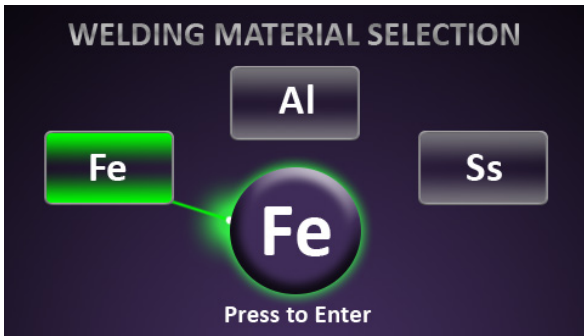 WELDING MATERIAL SELECTION
Al
Fe
Ss
Fe
Press to Enter